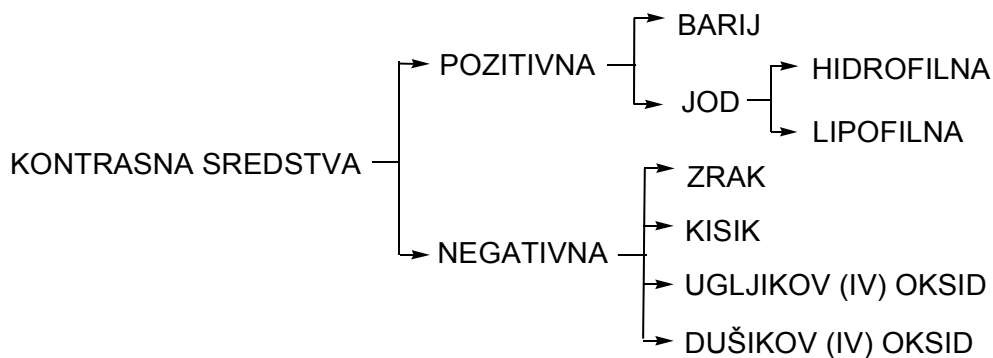 KONTRASNA SREDSTVA
POZITIVNA
BARIJ
JOD
HIDROFILNA
LIPOFILNA
NEGATIVNA
ZRAK
KISIK
UGLJIKOV (IV) OKSID
DUŠIKOV (IV) OKSID